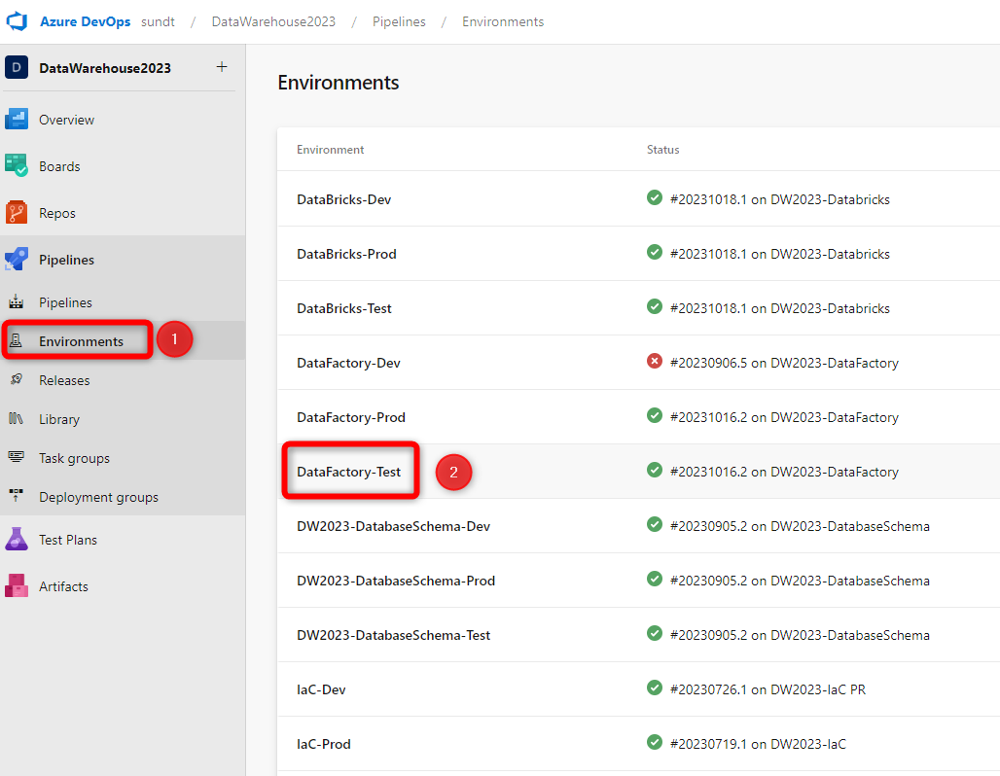 Azure DevOps sundt / DataWarehouse2023 / Pipelines / Environments
D DataWarehouse2023 +
Overview
Boards
Repos
Pipelines
Pipelines
Environments 1
Releases
Library
Task groups
Deployment groups
Test Plans
Artifacts
Environments
Environment Status
DataBricks-Dev #20231018.1 on DW2023-Databricks
DataBricks-Prod #20231018.1 on DW2023-Databricks
DataBricks-Test #20231018.1 on DW2023-Databricks
DataFactory-Dev #20230906.5 on DW2023-DataFactory
DataFactory-Prod #20231016.2 on DW2023-DataFactory
DataFactory-Test 2 #20231016.2 on DW2023-DataFactory
DW2023-DatabaseSchema-Dev #20230905.2 on DW2023-DatabaseSchema
DW2023-DatabaseSchema-Prod #20230905.2 on DW2023-DatabaseSchema
DW2023-DatabaseSchema-Test #20230905.2 on DW2023-DatabaseSchema
IaC-Dev #20230726.1 on DW2023-IaC PR
IaC-Prod #20230719.1 on DW2023-IaC